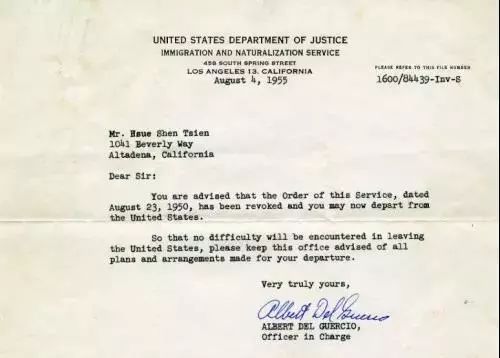 UNITED STATES DEPARTMENT OF JUSTICE
IMMIGRATION AND NATURALIZATION SERVICE
458 SOUTH SPRING STREET
LOS ANGELES 13, CALIFORNIA
August 4, 1955
PLEASE REFER TO THIS FILE NUMBER
1600/84439-Inv-S
Mr. Hsue Shen Tsien
1041 Beverly Way
Altadena, California
Dear Sir:
You are advised that the Order of this Service, dated
August 23, 1950, has been revoked and you may now depart from
the United States.
So that no difficulty will be encountered in leaving
the United States, please keep this office advised of all
plans and arrangements made for your departure.
Very truly yours,
Albert Del Guercio
ALBERT DEL GUERCIO,
Officer in Charge